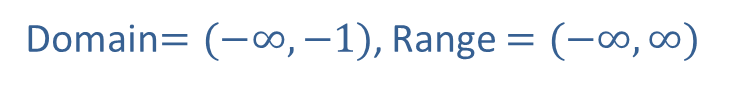 Domain= (−∞, −1), Range = (−∞, ∞)